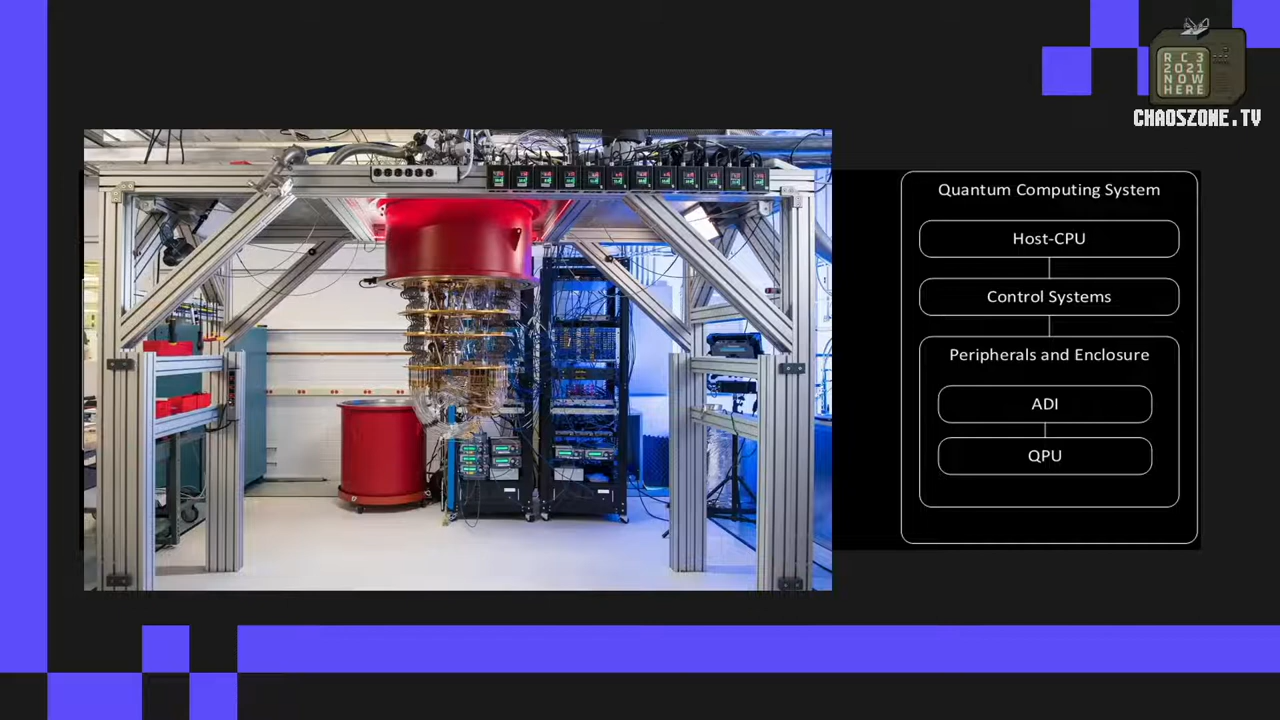 RC3
2021
NOW
HERE
CHAOSZONE.TV
Quantum Computing System
Host-CPU
Control Systems
Peripherals and Enclosure
ADI
QPU